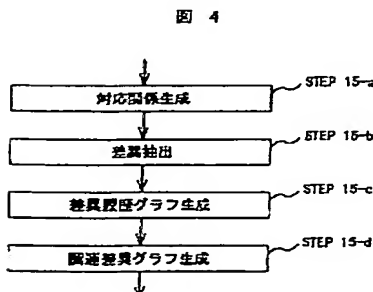 図 4
STEP 15-a
対応関係生成
STEP 15-b
差異抽出
STEP 15-c
差異履歴グラフ生成
STEP 15-d
関連差異グラフ生成